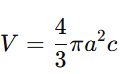 V = 4/3 πa²c